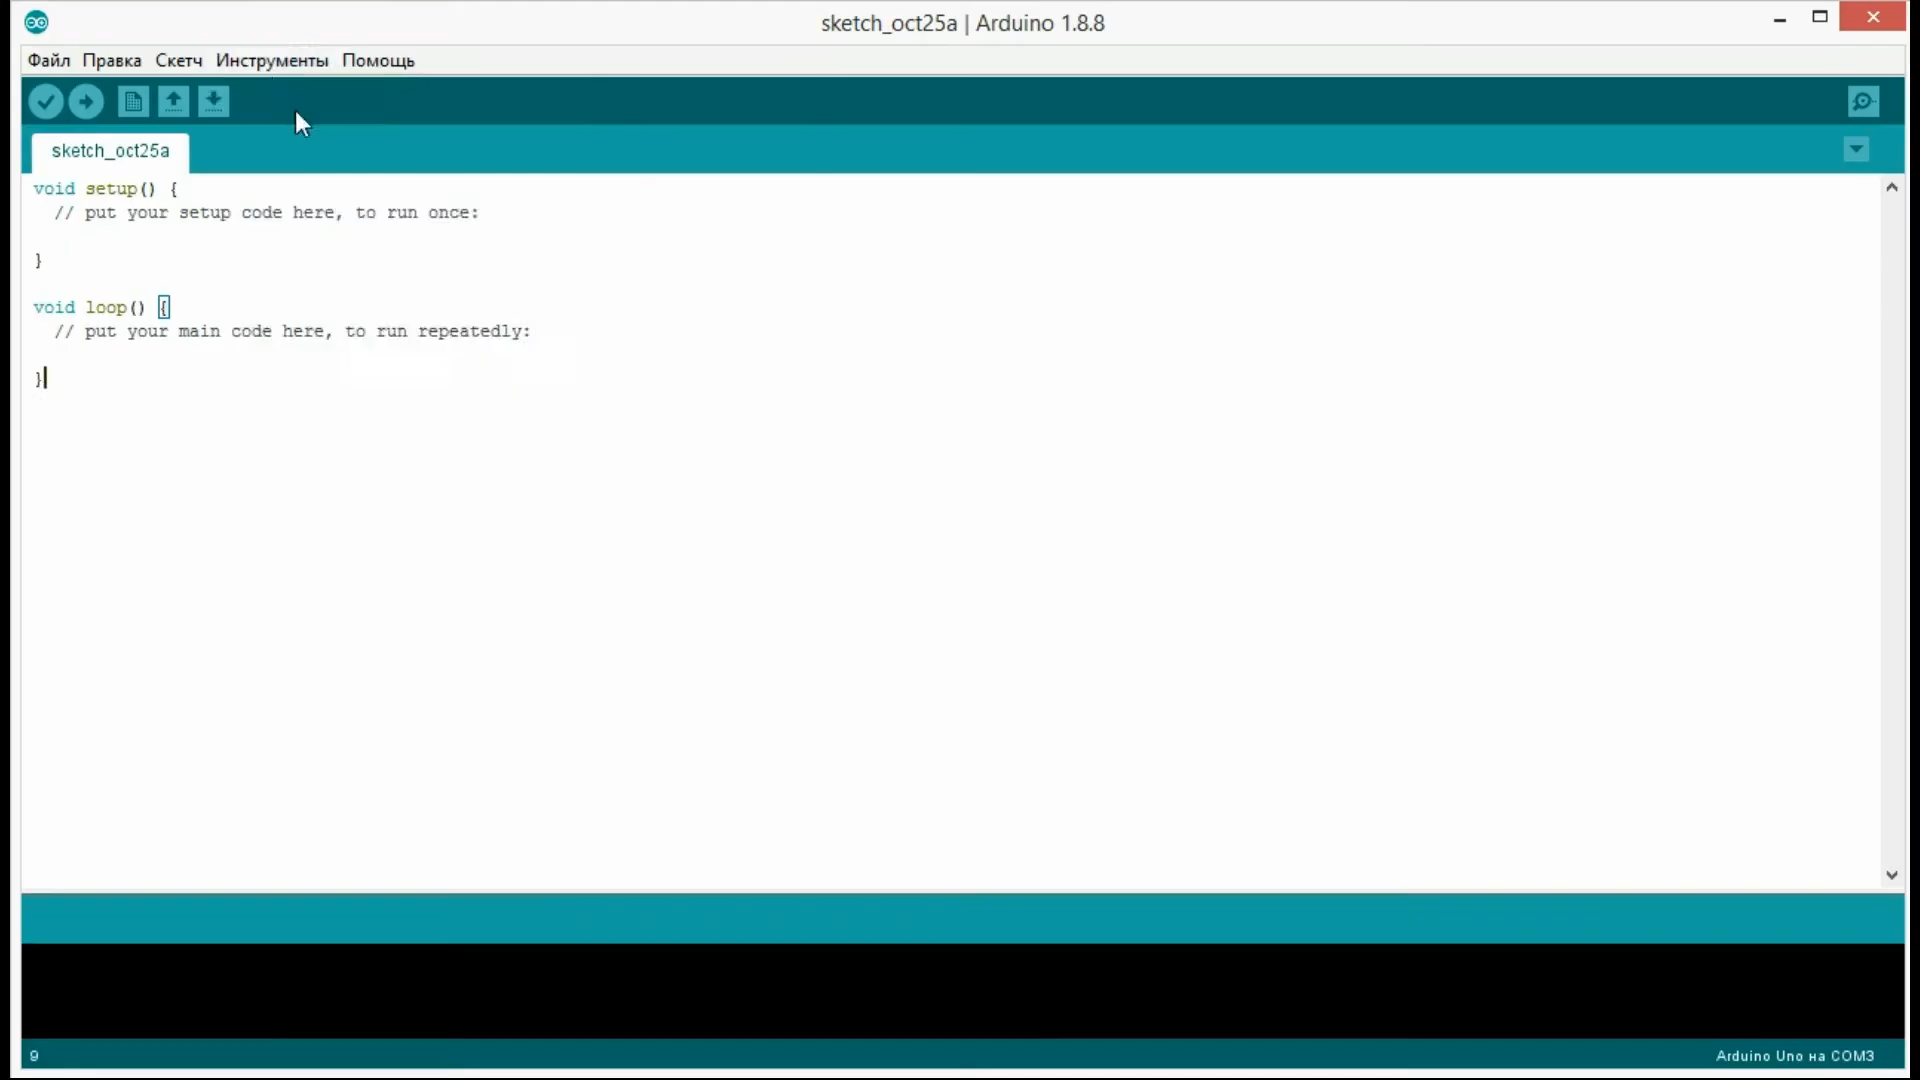 sketch_oct25a | Arduino 1.8.8
Файл Правка Скетч Инструменты Помощь
sketch_oct25a
void setup() {
  // put your setup code here, to run once:
}
void loop() {
  // put your main code here, to run repeatedly:
}
9
Arduino Uno на COM3